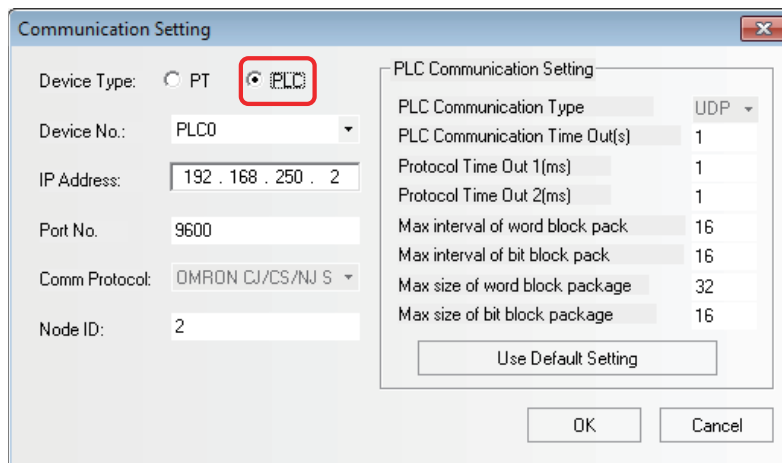 Communication Setting
Device Type: PT PLC
Device No.: PLC0
IP Address: 192 . 168 . 250 . 2
Port No. 9600
Comm Protocol: OMRON CJ/CS/NJ S
Node ID: 2
PLC Communication Setting
PLC Communication Type UDP
PLC Communication Time Out(s) 1
Protocol Time Out 1(ms) 1
Protocol Time Out 2(ms) 1
Max interval of word block pack 16
Max interval of bit block pack 16
Max size of word block package 32
Max size of bit block package 16
Use Default Setting
OK Cancel